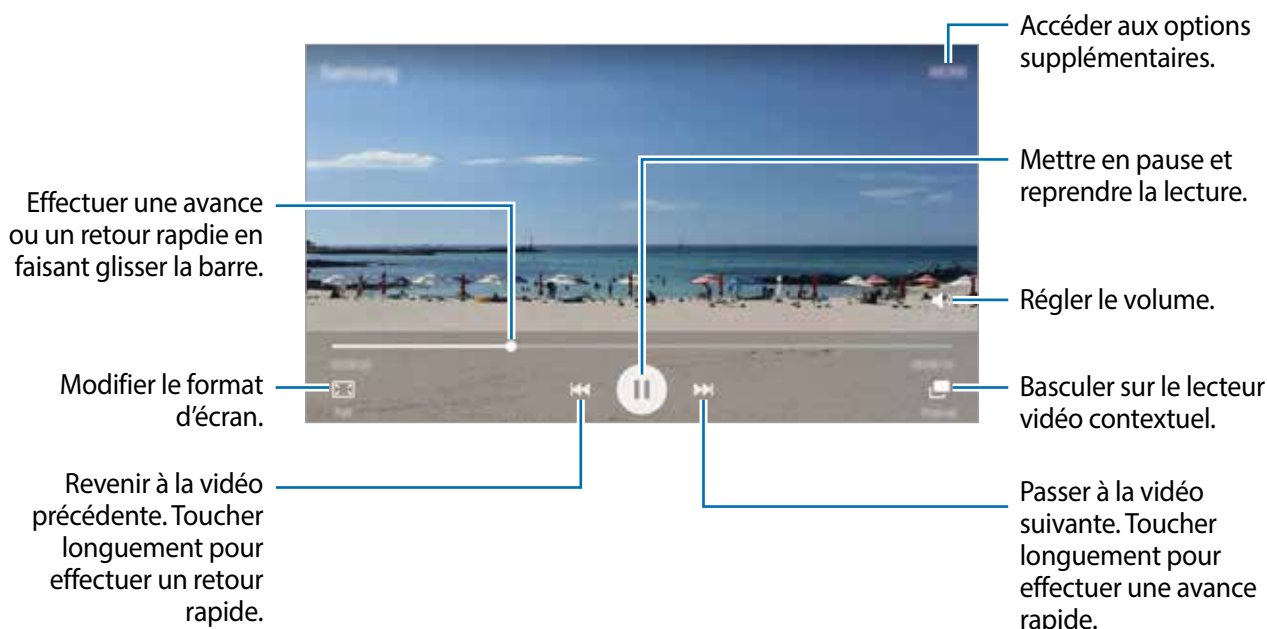 Accéder aux options
supplémentaires.
Samsung
Mettre en pause et
reprendre la lecture.
Effectuer une avance
ou un retour rapdie en
faisant glisser la barre.
Régler le volume.
Modifier le format
d'écran.
Basculer sur le lecteur
vidéo contextuel.
Revenir à la vidéo
précédente. Toucher
longuement pour
effectuer un retour
rapide.
Passer à la vidéo
suivante. Toucher
longuement pour
effectuer une avance
rapide.